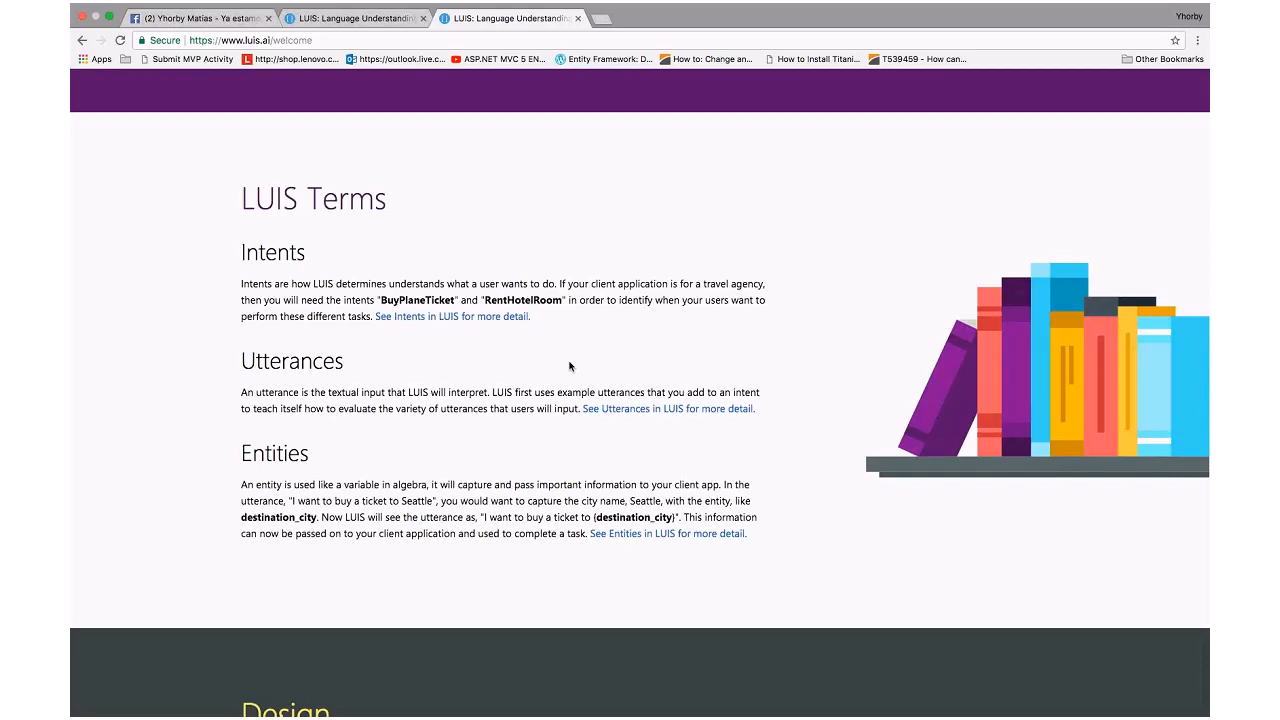 (2) Yhorby Matías - Ya estamo
LUIS: Language Understandin
LUIS: Language Understandin
Yhorby
Secure
https://www.luis.ai/welcome
Apps
Submit MVP Activity
http://shop.lenovo.c...
https://outlook.live.c...
ASP.NET MVC 5 EN...
Entity Framework: D...
How to: Change an...
How to Install Titani...
T539459 - How can...
Other Bookmarks
LUIS Terms
Intents
Intents are how LUIS determines understands what a user wants to do. If your client application is for a travel agency,
then you will need the intents "BuyPlaneTicket" and "RentHotelRoom" in order to identify when your users want to
perform these different tasks. See Intents in LUIS for more detail.
Utterances
An utterance is the textual input that LUIS will interpret. LUIS first uses example utterances that you add to an intent
to teach itself how to evaluate the variety of utterances that users will input. See Utterances in LUIS for more detail.
Entities
An entity is used like a variable in algebra, it will capture and pass important information to your client app. In the
utterance, "I want to buy a ticket to Seattle", you would want to capture the city name, Seattle, with the entity, like
destination_city. Now LUIS will see the utterance as, "I want to buy a ticket to {destination_city}". This information
can now be passed on to your client application and used to complete a task. See Entities in LUIS for more detail.
Design